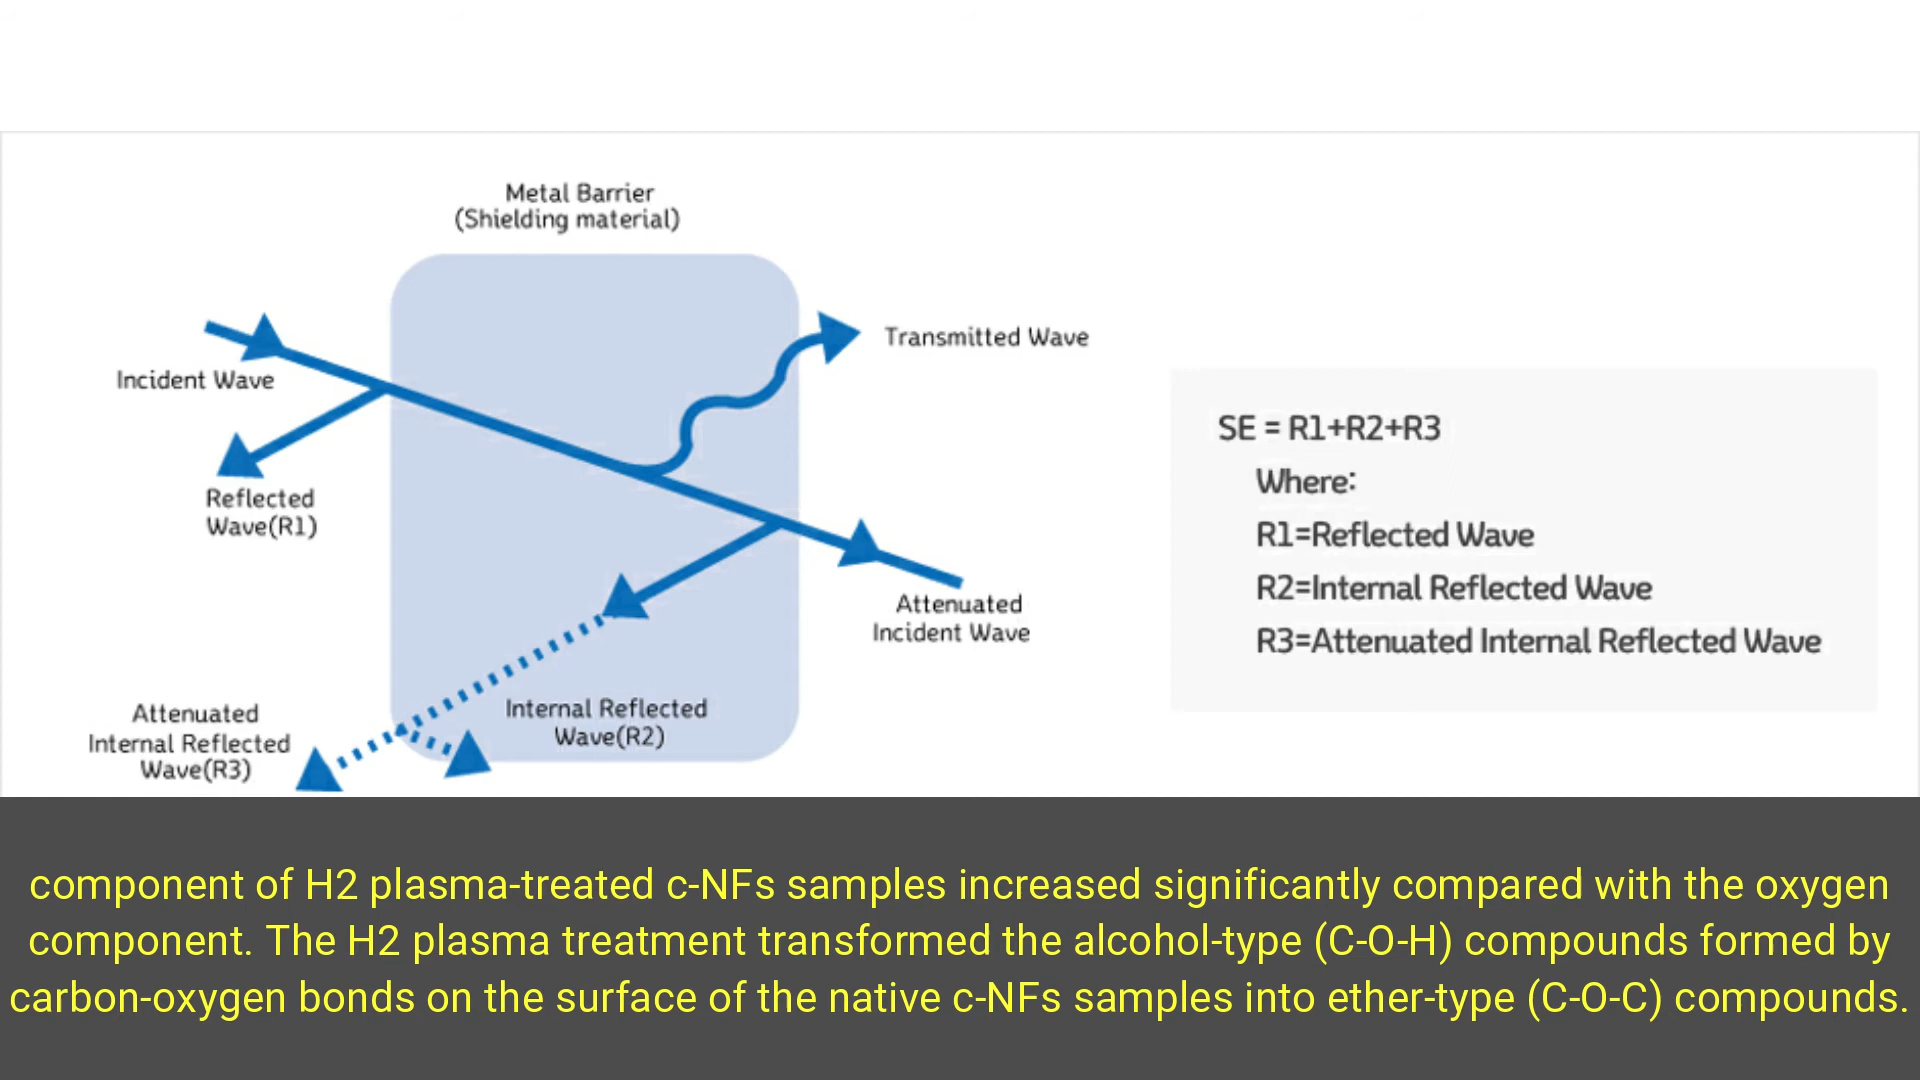 Metal Barrier
(Shielding material)
Transmitted Wave
Incident Wave
Reflected
Wave(R1)
Attenuated
Incident Wave
Internal Reflected
Wave(R2)
Attenuated
Internal Reflected
Wave(R3)
SE = R1+R2+R3
Where:
R1=Reflected Wave
R2=Internal Reflected Wave
R3=Attenuated Internal Reflected Wave
component of H2 plasma-treated c-NFs samples increased significantly compared with the oxygen
component. The H2 plasma treatment transformed the alcohol-type (C-O-H) compounds formed by
carbon-oxygen bonds on the surface of the native c-NFs samples into ether-type (C-O-C) compounds.